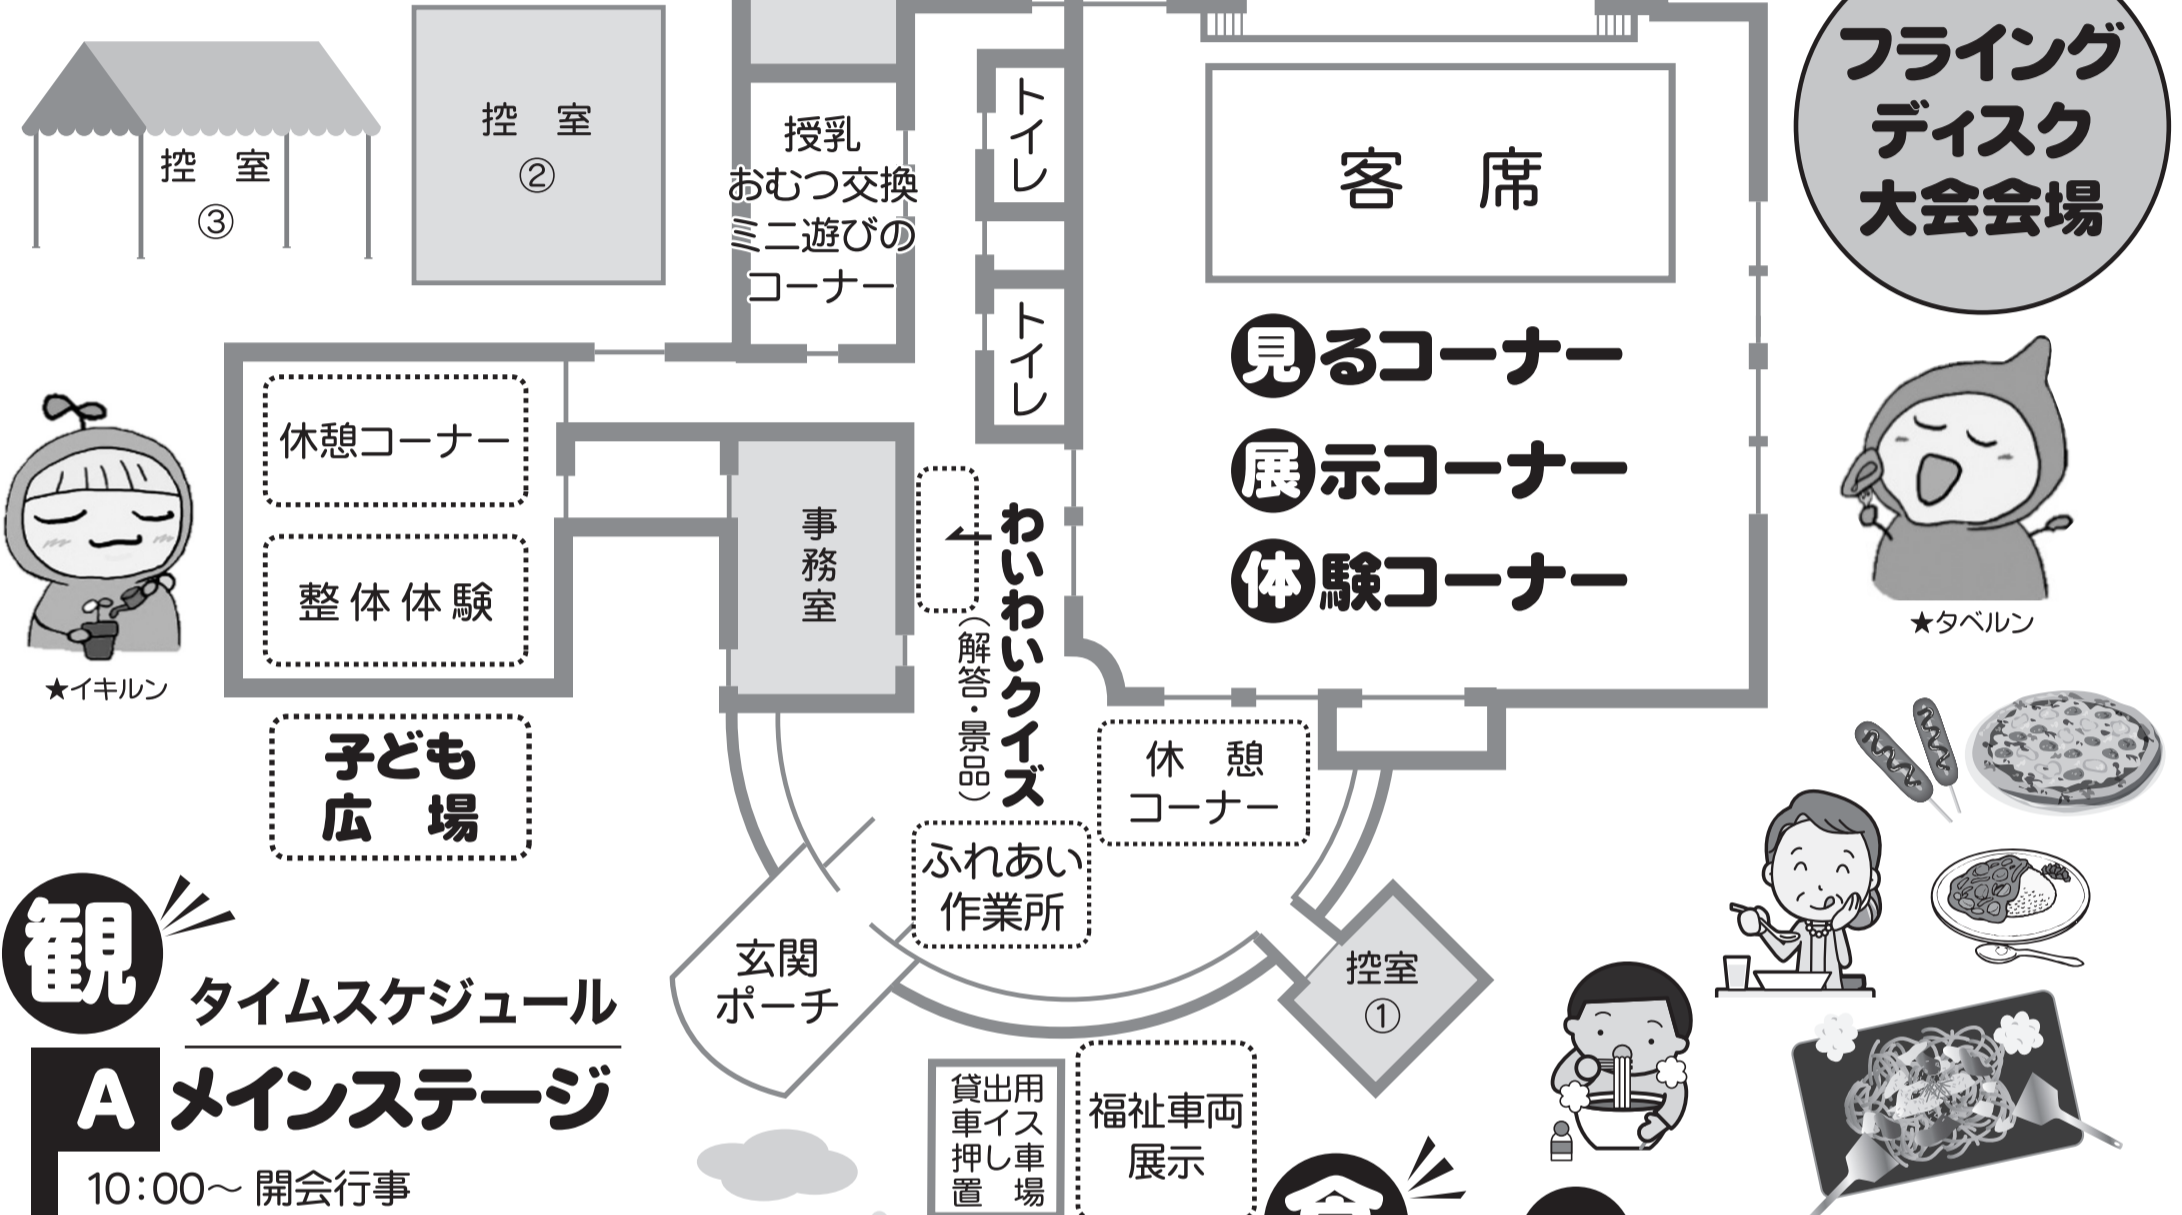 フライング
ディスク
大会会場
控　室
③
控　室
②
授乳
おむつ交換
ミニ遊びの
コーナー
トイレ
トイレ
客　席
見るコーナー
展示コーナー
体験コーナー
休憩コーナー
整体体験
事務室
わいわいクイズ
（解答・景品）
★イキルン
★タベルン
子ども
広　場
休　憩
コーナー
ふれあい
作業所
玄関
ポーチ
控室
①
貸出用
車イス
押し車
置　場
福祉車両
展示
観
タイムスケジュール
A メインステージ
10：00～ 開会行事